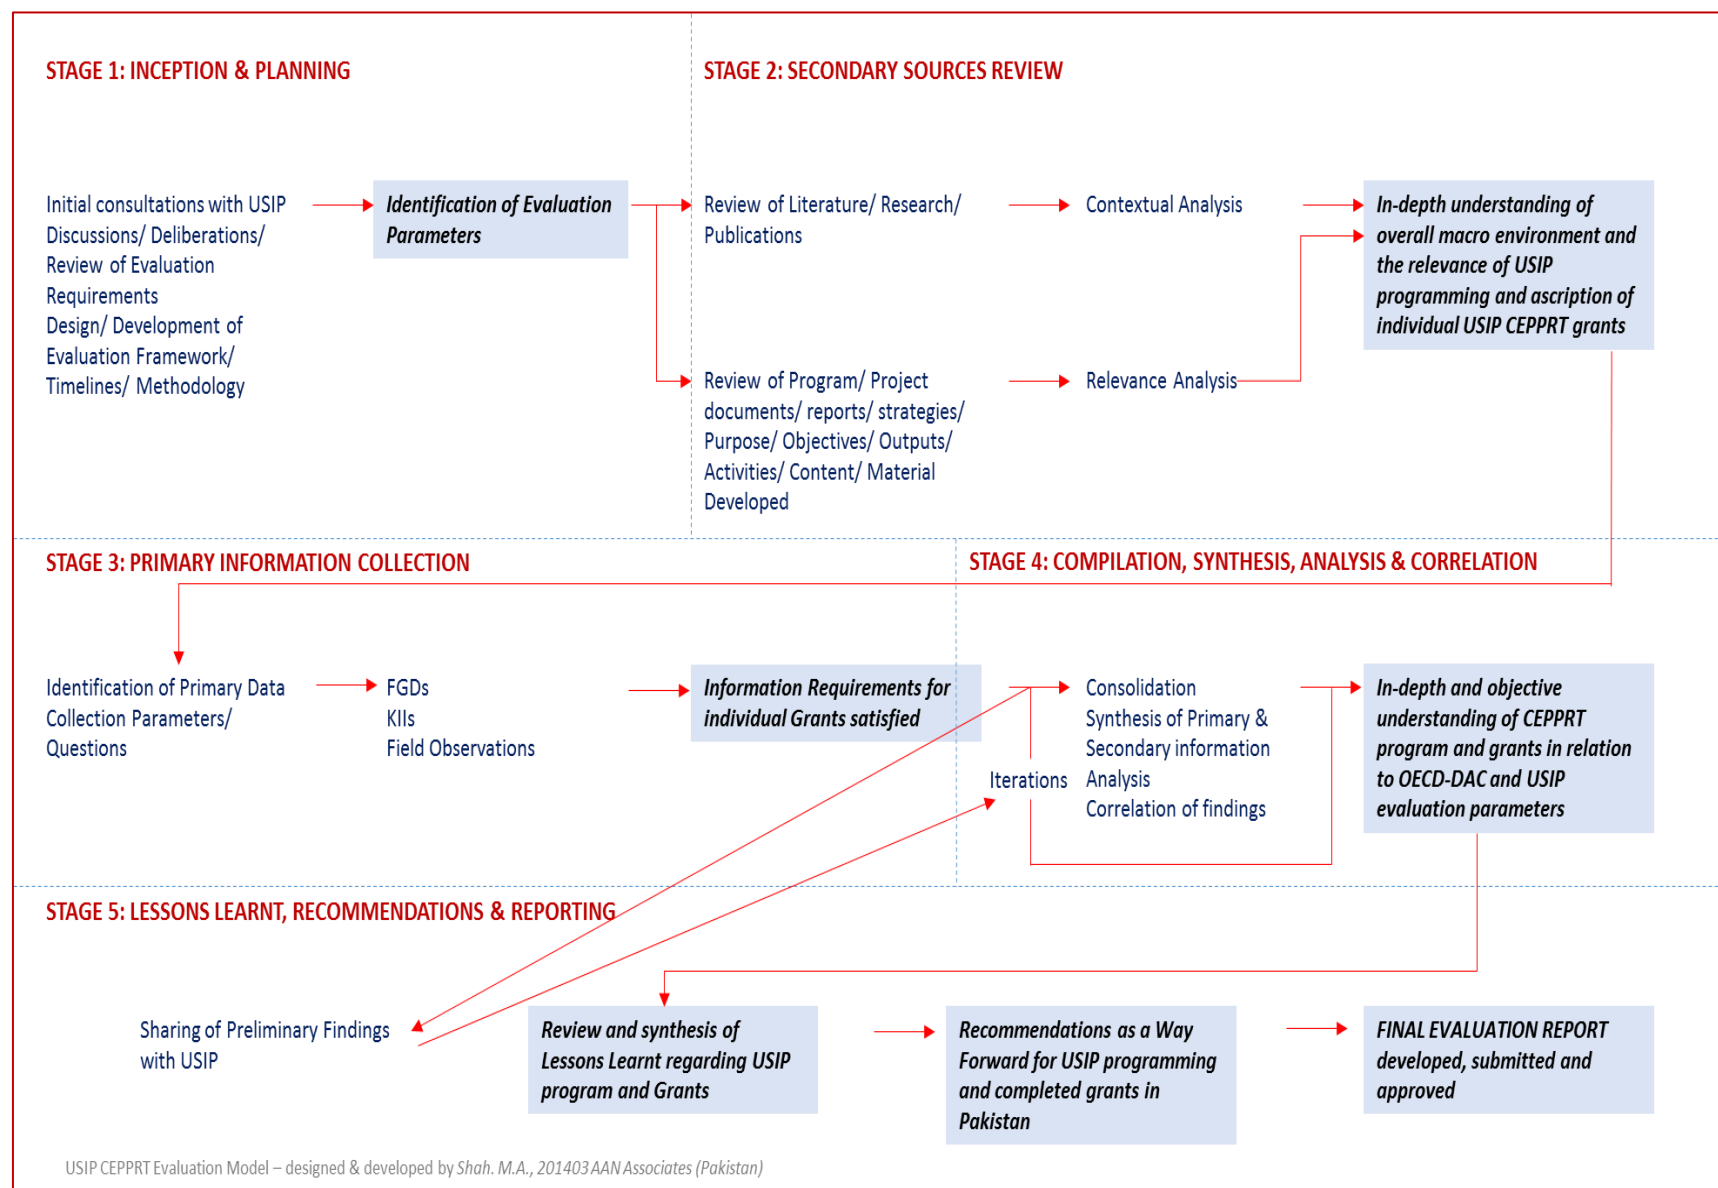 STAGE 1: INCEPTION & PLANNING
STAGE 2: SECONDARY SOURCES REVIEW
Initial consultations with USIP
Discussions/ Deliberations/
Review of Evaluation
Requirements
Design/ Development of
Evaluation Framework/
Timelines/ Methodology
Identification of Evaluation
Parameters
Review of Literature/ Research/
Publications
Contextual Analysis
In-depth understanding of
overall macro environment and
the relevance of USIP
programming and ascription of
individual USIP CEPPRT grants
Review of Program/ Project
documents/ reports/ strategies/
Purpose/ Objectives/ Outputs/
Activities/ Content/ Material
Developed
Relevance Analysis
STAGE 3: PRIMARY INFORMATION COLLECTION
STAGE 4: COMPILATION, SYNTHESIS, ANALYSIS & CORRELATION
Identification of Primary Data
Collection Parameters/
Questions
FGDs
KIIs
Field Observations
Information Requirements for
individual Grants satisfied
Iterations
Consolidation
Synthesis of Primary &
Secondary information
Analysis
Correlation of findings
In-depth and objective
understanding of CEPPRT
program and grants in relation
to OECD-DAC and USIP
evaluation parameters
STAGE 5: LESSONS LEARNT, RECOMMENDATIONS & REPORTING
Sharing of Preliminary Findings
with USIP
Review and synthesis of
Lessons Learnt regarding USIP
program and Grants
Recommendations as a Way
Forward for USIP programming
and completed grants in
Pakistan
FINAL EVALUATION REPORT
developed, submitted and
approved
USIP CEPPRT Evaluation Model – designed & developed by Shah. M.A., 201403 AAN Associates (Pakistan)